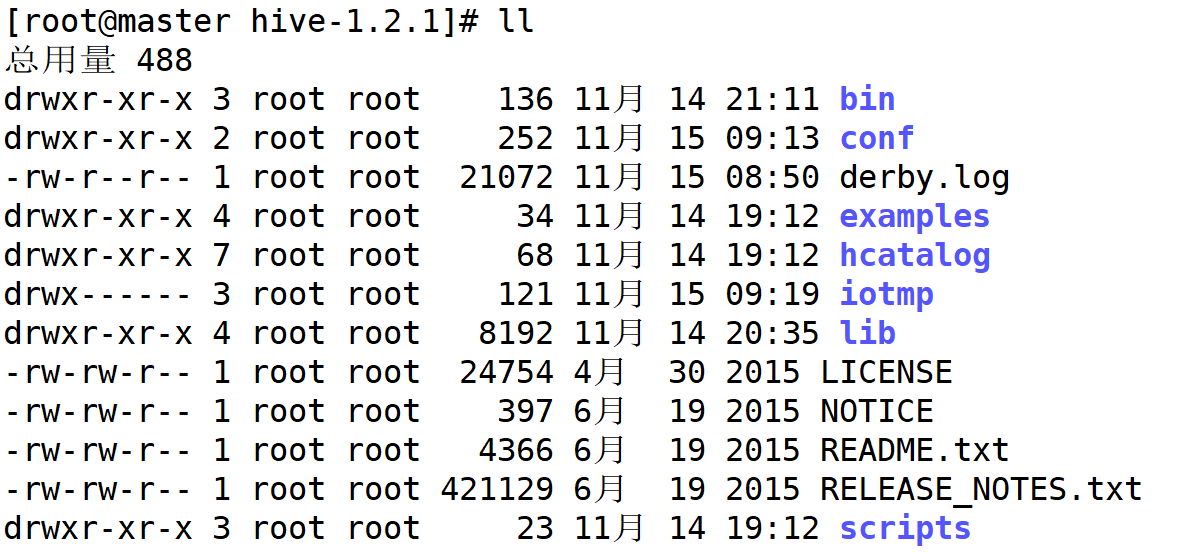 [root@master hive-1.2.1]# ll
总用量 488
drwxr-xr-x 3 root root    136 11月 14 21:11 bin
drwxr-xr-x 2 root root    252 11月 15 09:13 conf
-rw-r--r-- 1 root root  21072 11月 15 08:50 derby.log
drwxr-xr-x 4 root root     34 11月 14 19:12 examples
drwxr-xr-x 7 root root     68 11月 14 19:12 hcatalog
drwx------ 3 root root    121 11月 15 09:19 iotmp
drwxr-xr-x 4 root root   8192 11月 14 20:35 lib
-rw-rw-r-- 1 root root  24754 4月  30 2015 LICENSE
-rw-rw-r-- 1 root root    397 6月  19 2015 NOTICE
-rw-rw-r-- 1 root root   4366 6月  19 2015 README.txt
-rw-rw-r-- 1 root root 421129 6月  19 2015 RELEASE_NOTES.txt
drwxr-xr-x 3 root root     23 11月 14 19:12 scripts